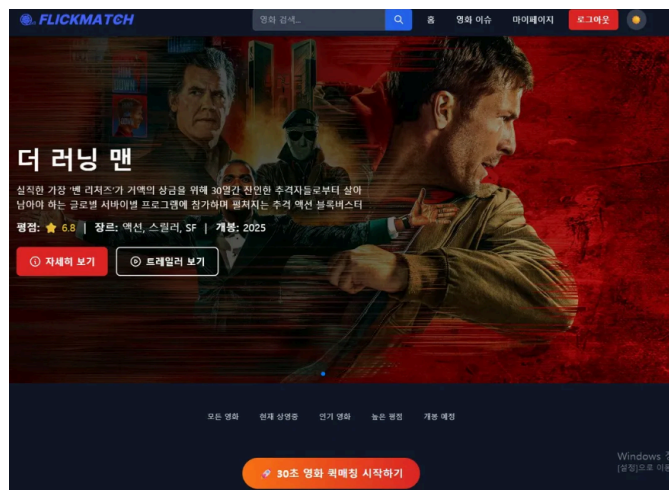 FLICKMATCH
영화 검색..
홈
영화 이슈
마이페이지
로그아웃
더 러닝 맨
실직한 가장 '벤 리처즈'가 거액의 상금을 위해 30일간 잔인한 추격자들로부터 살아
남아야 하는 글로벌 서바이벌 프로그램에 참가하며 펼쳐지는 추격 액션 블록버스터
평점: ⭐ 6.8 | 장르: 액션, 스릴러, SF | 개봉: 2025
자세히 보기
트레일러 보기
모든 영화
현재 상영중
인기 영화
높은 평점
개봉 예정
🚀 30초 영화 퀵매칭 시작하기
Windows
[설정]으로